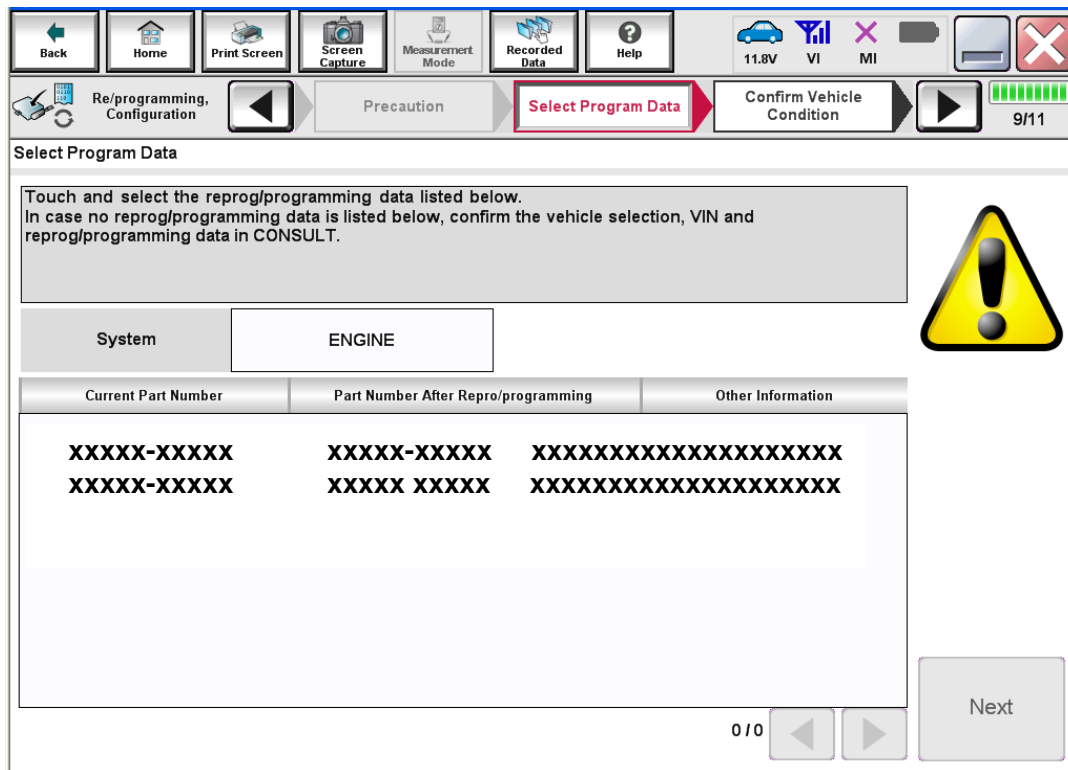 Back
Home
Print Screen
Screen
Capture
Measurement
Mode
Recorded
Data
Help
11.8V
VI
MI
Re/programming,
Configuration
Precaution
Select Program Data
Confirm Vehicle
Condition
9/11
Select Program Data
Touch and select the reprog/programming data listed below.
In case no reprog/programming data is listed below, confirm the vehicle selection, VIN and
reprog/programming data in CONSULT.
System
ENGINE
Current Part Number
Part Number After Repro/programming
Other Information
XXXXX-XXXXX XXXXX-XXXXX XXXXXXXXXXXXXXXXXXXX
XXXXX-XXXXX XXXXX XXXXX XXXXXXXXXXXXXXXXXXXX
Next
0/0